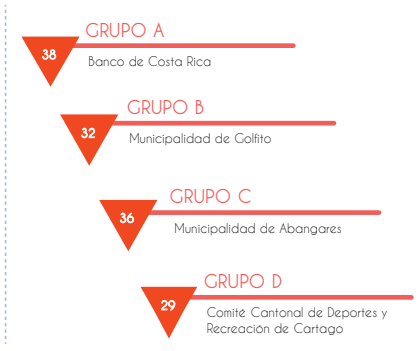 GRUPO A
38
Banco de Costa Rica
GRUPO B
32
Municipalidad de Golfito
GRUPO C
36
Municipalidad de Abangares
GRUPO D
29
Comité Cantonal de Deportes y
Recreación de Cartago